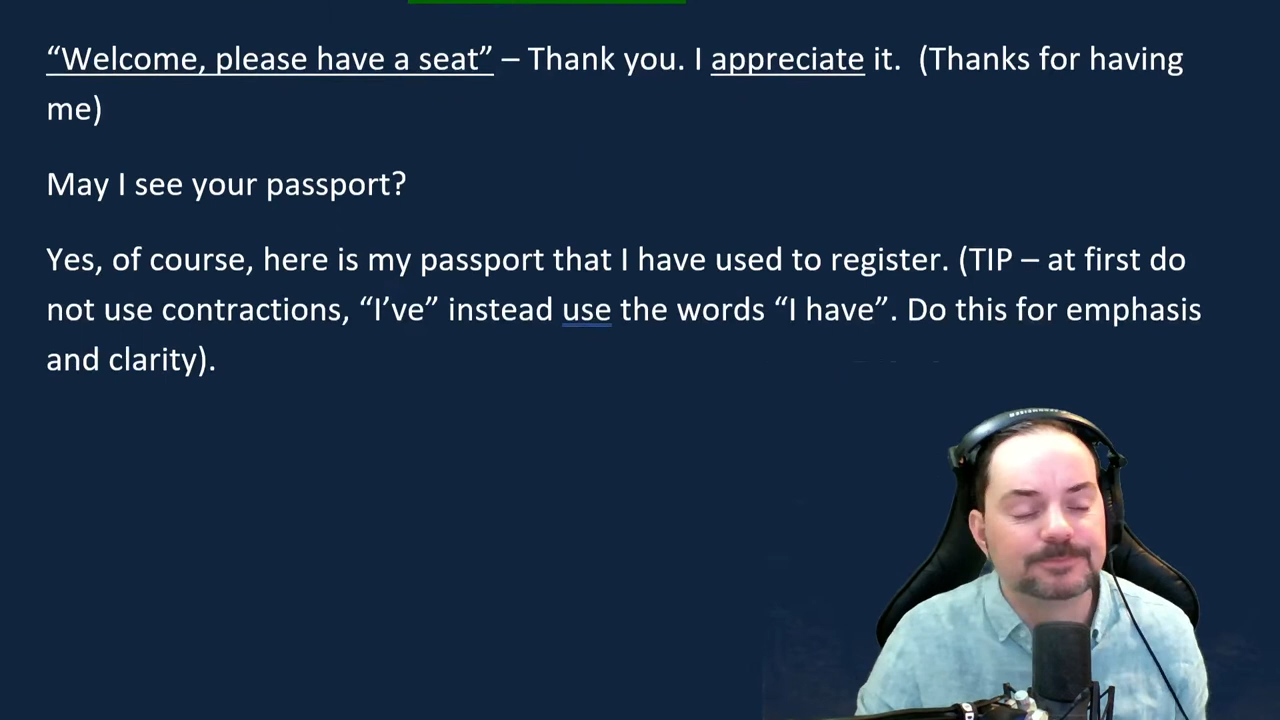 “Welcome, please have a seat” – Thank you. I appreciate it.  (Thanks for having
me)
May I see your passport?
Yes, of course, here is my passport that I have used to register. (TIP – at first do
not use contractions, “I’ve” instead use the words “I have”. Do this for emphasis
and clarity).